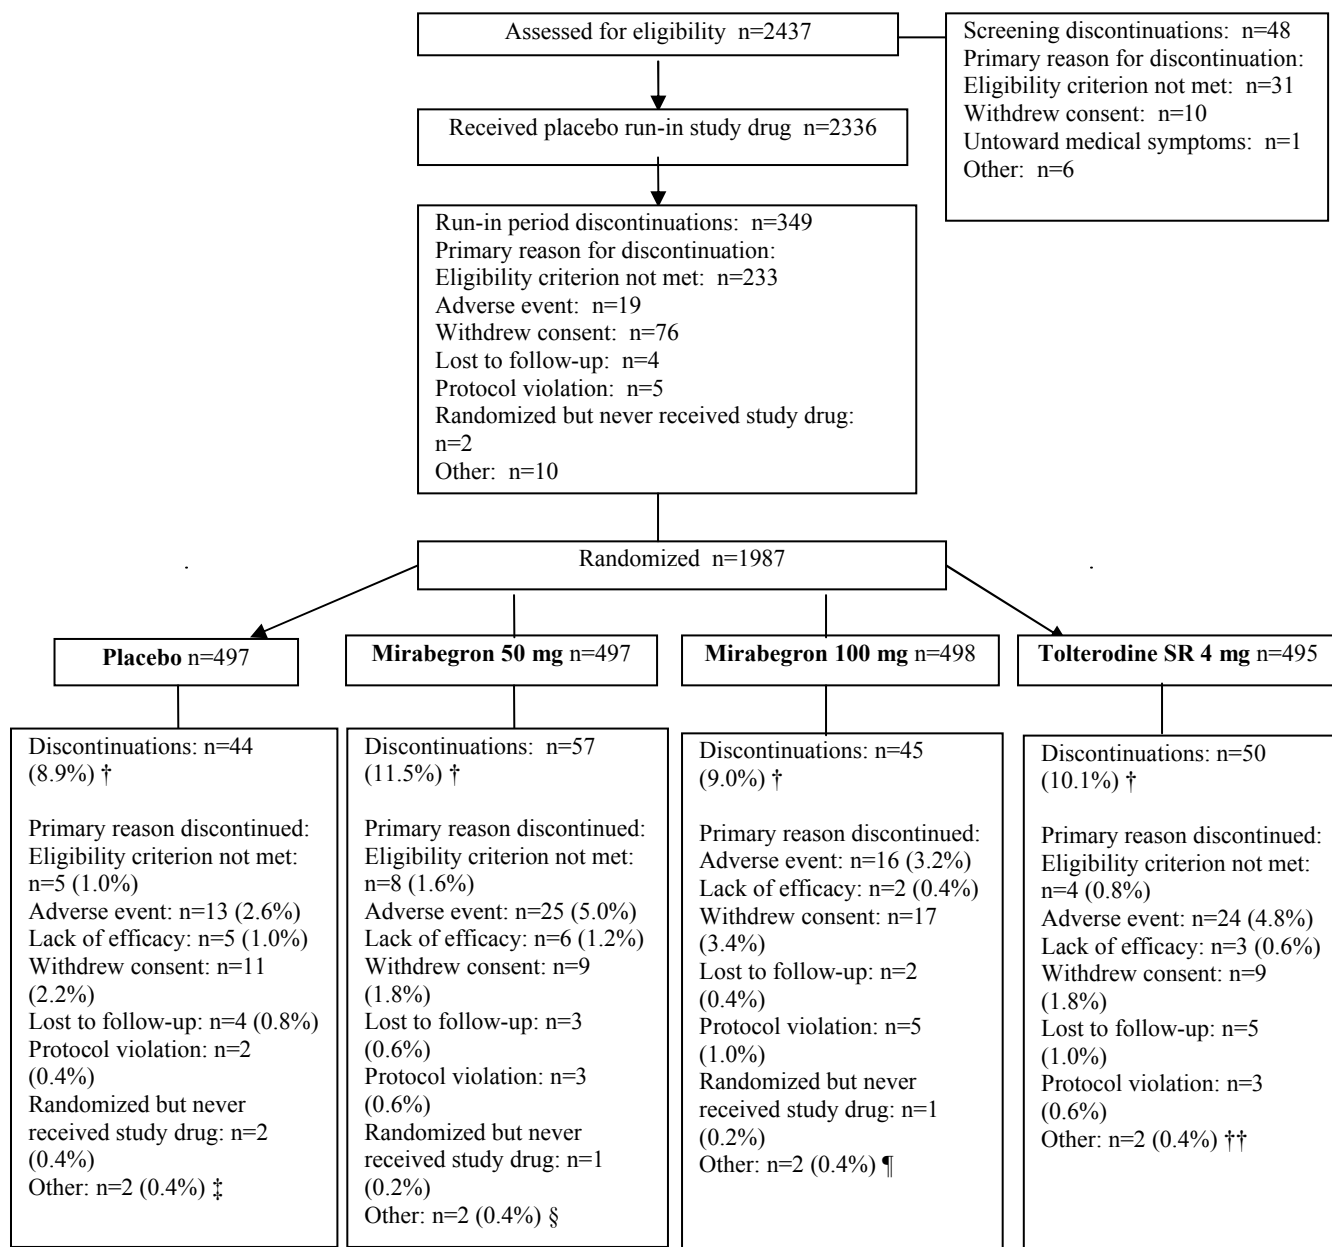 Assessed for eligibility  n=2437
Screening discontinuations:  n=48
Primary reason for discontinuation:
Eligibility criterion not met:  n=31
Withdrew consent:  n=10
Untoward medical symptoms:  n=1
Other:  n=6
Received placebo run-in study drug  n=2336
Run-in period discontinuations:  n=349
Primary reason for discontinuation:
Eligibility criterion not met:  n=233
Adverse event:  n=19
Withdrew consent:  n=76
Lost to follow-up:  n=4
Protocol violation:  n=5
Randomized but never received study drug:
n=2
Other:  n=10
Randomized  n=1987
Placebo n=497
Mirabegron 50 mg n=497
Mirabegron 100 mg n=498
Tolterodine SR 4 mg n=495
Discontinuations: n=44
(8.9%) †
Primary reason discontinued:
Eligibility criterion not met:
n=5 (1.0%)
Adverse event: n=13 (2.6%)
Lack of efficacy: n=5 (1.0%)
Withdrew consent: n=11
(2.2%)
Lost to follow-up: n=4 (0.8%)
Protocol violation: n=2
(0.4%)
Randomized but never
received study drug: n=2
(0.4%)
Other: n=2 (0.4%) ‡
Discontinuations:  n=57
(11.5%) †
Primary reason discontinued:
Eligibility criterion not met:
n=8 (1.6%)
Adverse event: n=25 (5.0%)
Lack of efficacy: n=6 (1.2%)
Withdrew consent: n=9
(1.8%)
Lost to follow-up: n=3
(0.6%)
Protocol violation: n=3
(0.6%)
Randomized but never
received study drug: n=1
(0.2%)
Other: n=2 (0.4%) §
Discontinuations: n=45
(9.0%) †
Primary reason discontinued:
Adverse event: n=16 (3.2%)
Lack of efficacy: n=2 (0.4%)
Withdrew consent: n=17
(3.4%)
Lost to follow-up: n=2
(0.4%)
Protocol violation: n=5
(1.0%)
Randomized but never
received study drug: n=1
(0.2%)
Other: n=2 (0.4%) ¶
Discontinuations: n=50
(10.1%) †
Primary reason discontinued:
Eligibility criterion not met:
n=4 (0.8%)
Adverse event: n=24 (4.8%)
Lack of efficacy: n=3 (0.6%)
Withdrew consent: n=9
(1.8%)
Lost to follow-up: n=5
(1.0%)
Protocol violation: n=3
(0.6%)
Other: n=2 (0.4%) ††